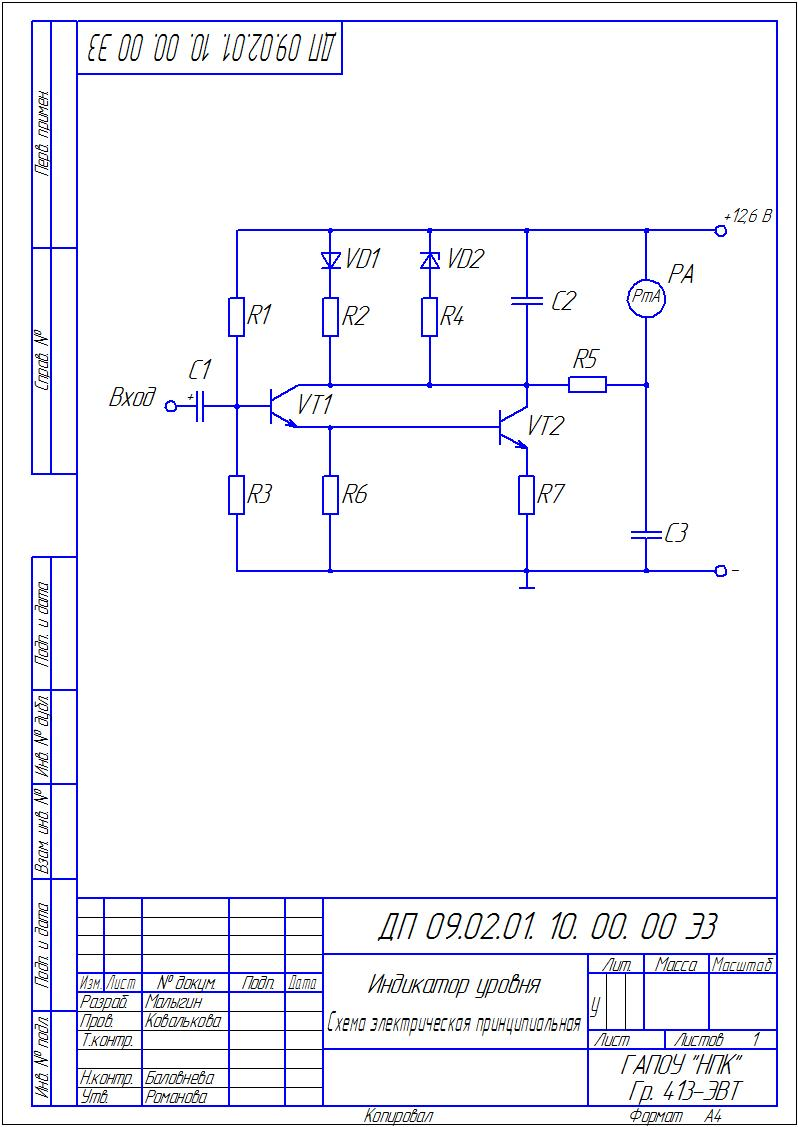 ДП 09.02.01. 10. 00. 00 ЭЗ
Перв. примен.
Справ. №
Подп. и дата
Инв. № дубл.
Взам. инв. №
Подп. и дата
Инв. № подл.
+12,6 В
VD1
VD2
PA
PmA
R1
R2
R4
C2
C1
+
R5
Вход
VT1
VT2
R3
R6
R7
C3
-
ДП 09.02.01. 10. 00. 00 ЭЗ
Индикатор уровня
Схема электрическая принципиальная
Лит. Масса Масштаб
У
Изм. Лист № докум. Подп. Дата
Разраб. Малыгин
Пров. Ковалькова
Т.контр.
Лист Листов 1
Н.контр. Баловнева
Утв. Романова
ГАПОУ "НПК"
Гр. 413-ЭВТ
Копировал Формат А4